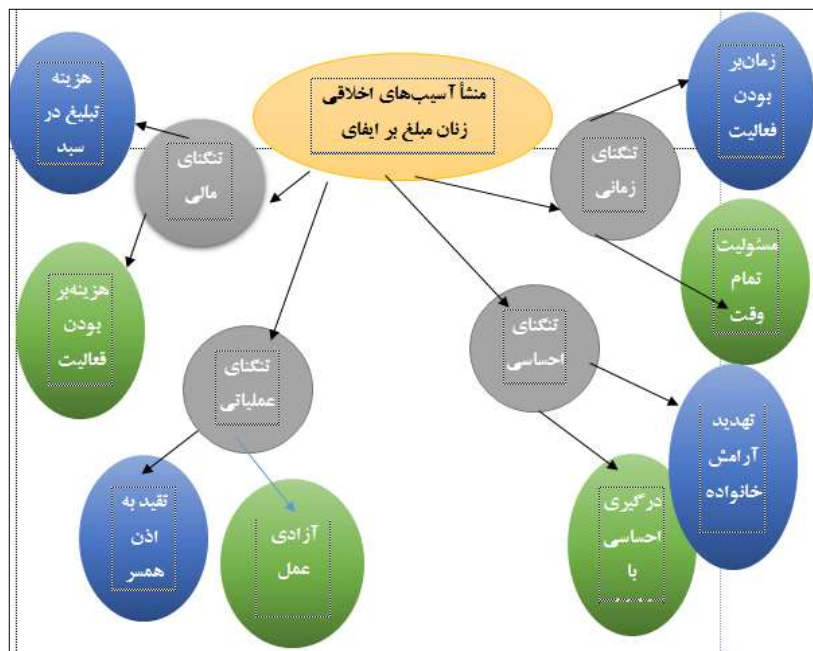 منشأ آسیب‌های اخلاقی
زنان مبلغ بر ایفای
زمان‌بر
بودن
فعالیت
تنگنای
زمانی
مسئولیت
تمام
وقت
تنگنای
احساسی
تهدید
آرامش
خانواده
درگیری
احساسی
با
تنگنای
عملیاتی
آزادی
عمل
تقید به
اذن
همسر
تنگنای
مالی
هزینه
تبلیغ در
سبد
هزینه‌بر
بودن
فعالیت